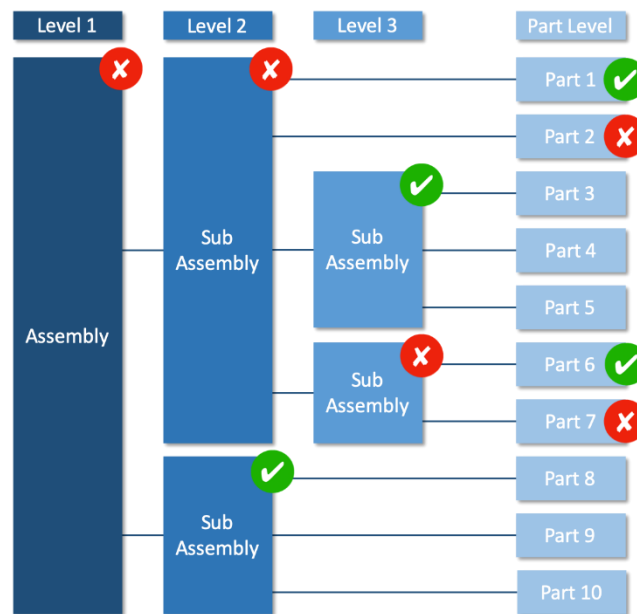 Level 1
Level 2
Level 3
Part Level
Part 1
Part 2
Part 3
Sub
Assembly
Sub
Assembly
Part 4
Part 5
Assembly
Part 6
Sub
Assembly
Part 7
Part 8
Sub
Assembly
Part 9
Part 10